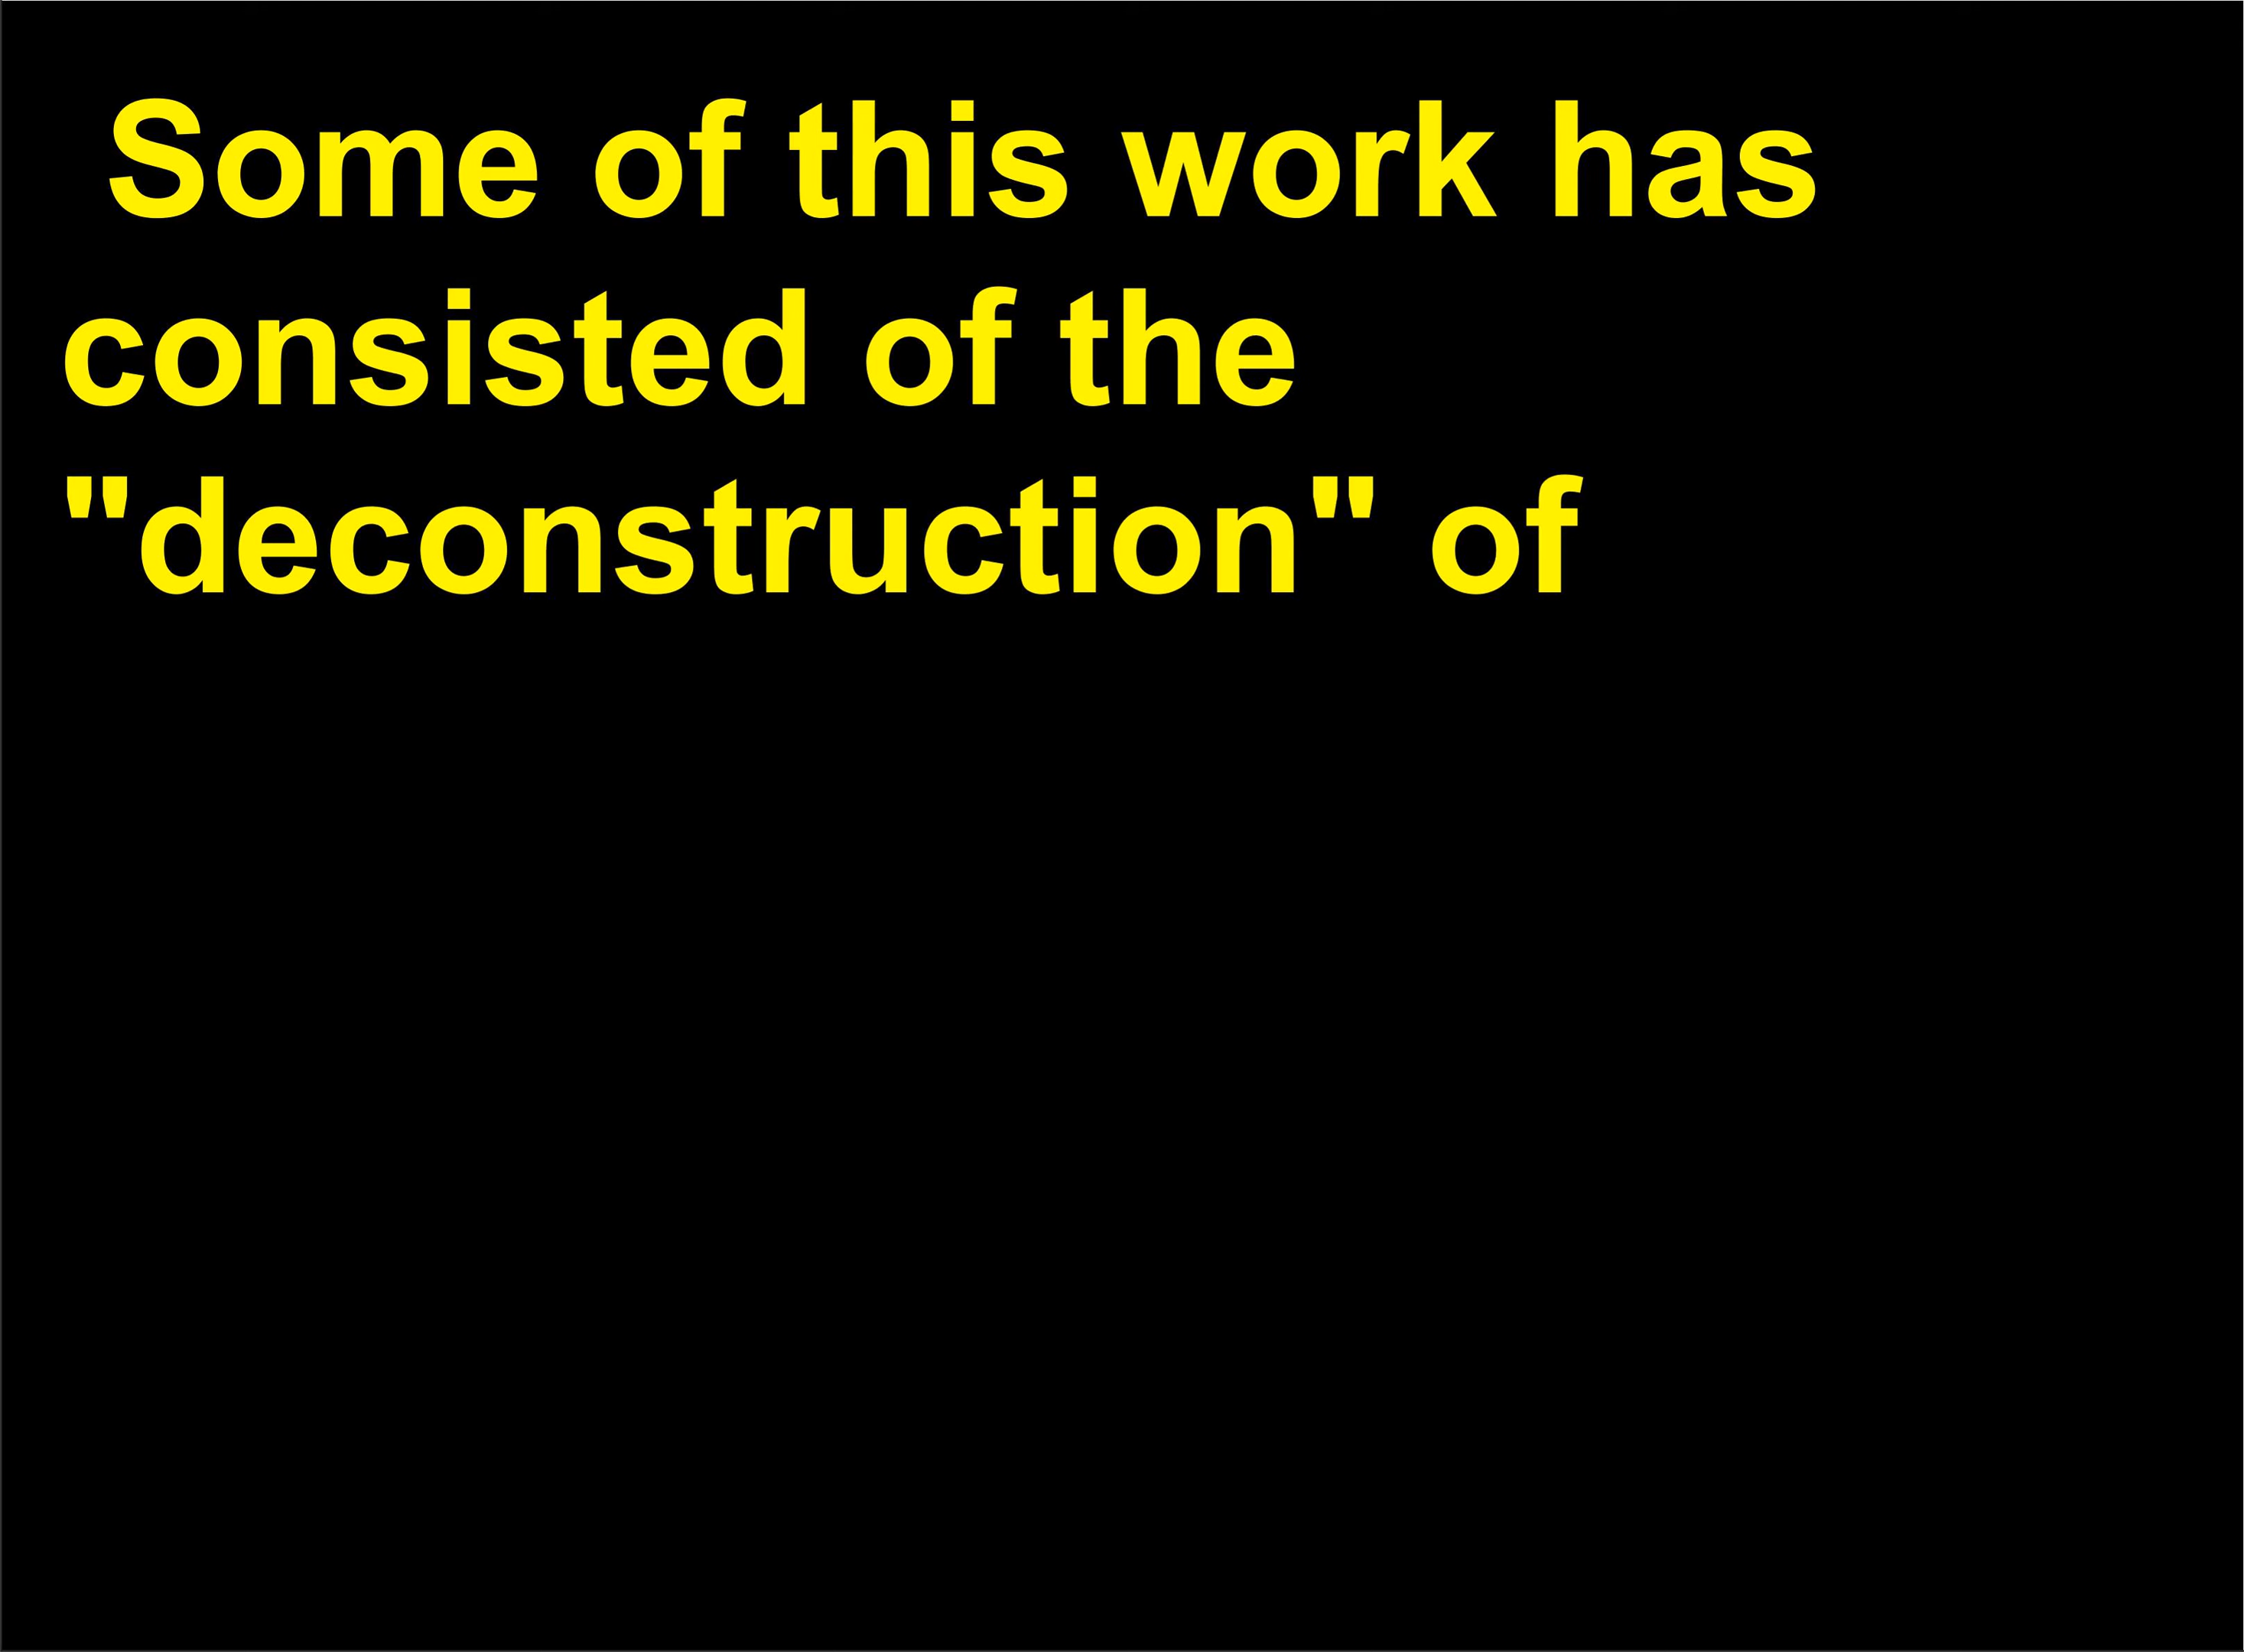 Some of this work has
consisted of the
"deconstruction" of